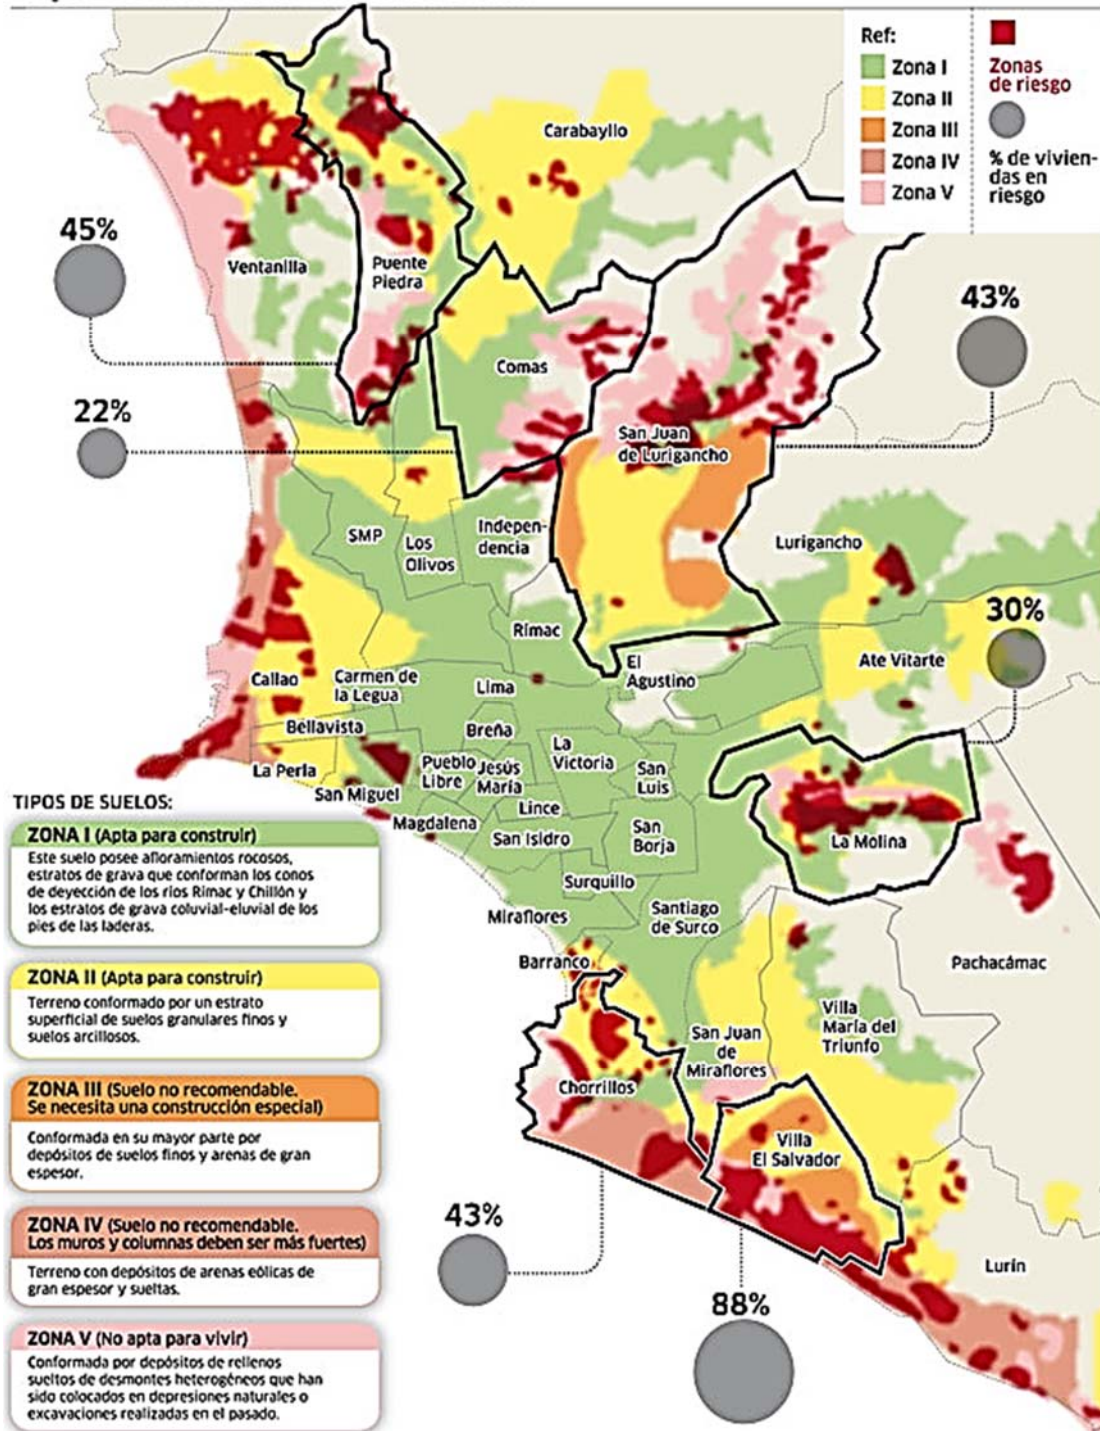 Ref:
Zona I
Zona II
Zona III
Zona IV
Zona V
Zonas
de riesgo
% de vivien-
das en
riesgo
Carabayllo
45%
Ventanilla
Puente
Piedra
43%
Comas
22%
San Juan
de Lurigancho
SMP
Los
Olivos
Indepen-
dencia
Lurigancho
30%
Rímac
El
Agustino
Ate Vitarte
Callao
Carmen de
la Legua
Lima
Bellavista
Breña
La
Victoria
La Perla
Pueblo
Libre
Jesús
María
San
Luis
San Miguel
Lince
Magdalena
San Isidro
San
Borja
La Molina
Surquillo
Miraflores
Santiago
de Surco
Barranco
Pachacámac
San Juan
de
Miraflores
Villa
María del
Triunfo
Chorrillos
Villa
El Salvador
43%
Lurín
88%
TIPOS DE SUELOS:
ZONA I (Apta para construir)
Este suelo posee afloramientos rocosos,
estratos de grava que conforman los conos
de deyección de los ríos Rímac y Chillón y
los estratos de grava coluvial-eluvial de los
pies de las laderas.
ZONA II (Apta para construir)
Terreno conformado por un estrato
superficial de suelos granulares finos y
suelos arcillosos.
ZONA III (Suelo no recomendable.
Se necesita una construcción especial)
Conformada en su mayor parte por
depósitos de suelos finos y arenas de gran
espesor.
ZONA IV (Suelo no recomendable.
Los muros y columnas deben ser más fuertes)
Terreno con depósitos de arenas eólicas de
gran espesor y sueltas.
ZONA V (No apta para vivir)
Conformada por depósitos de rellenos
sueltos de desmontes heterogéneos que han
sido colocados en depresiones naturales o
excavaciones realizadas en el pasado.